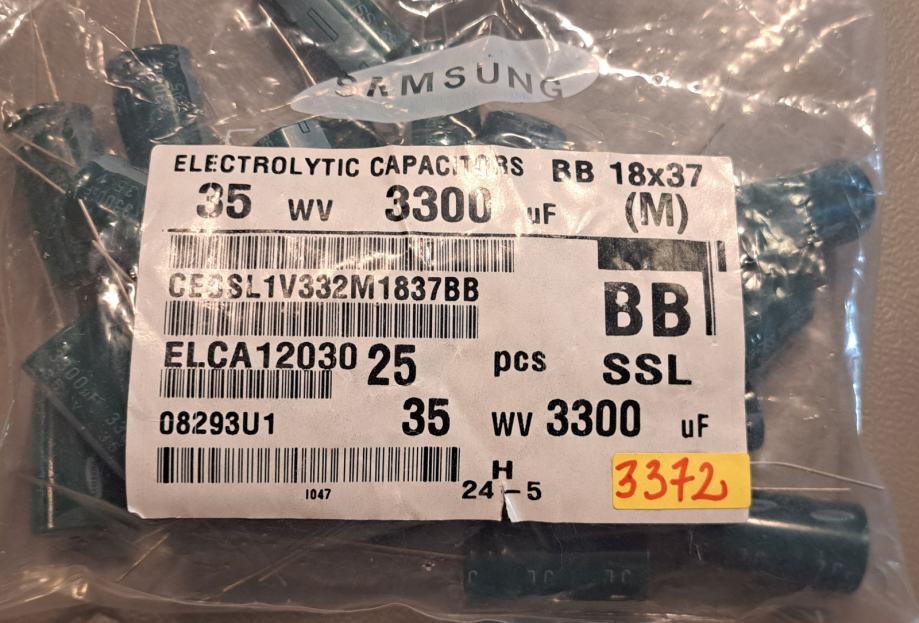 SAMSUNG
ELECTROLYTIC CAPACITORS BB 18x37
35 WV 3300 uF (M)
CEDSL1V332M1837BB
BB
ELCA12030 25 pcs SSL
08293U1 35 WV 3300 uF
H
1047 24-5
3372